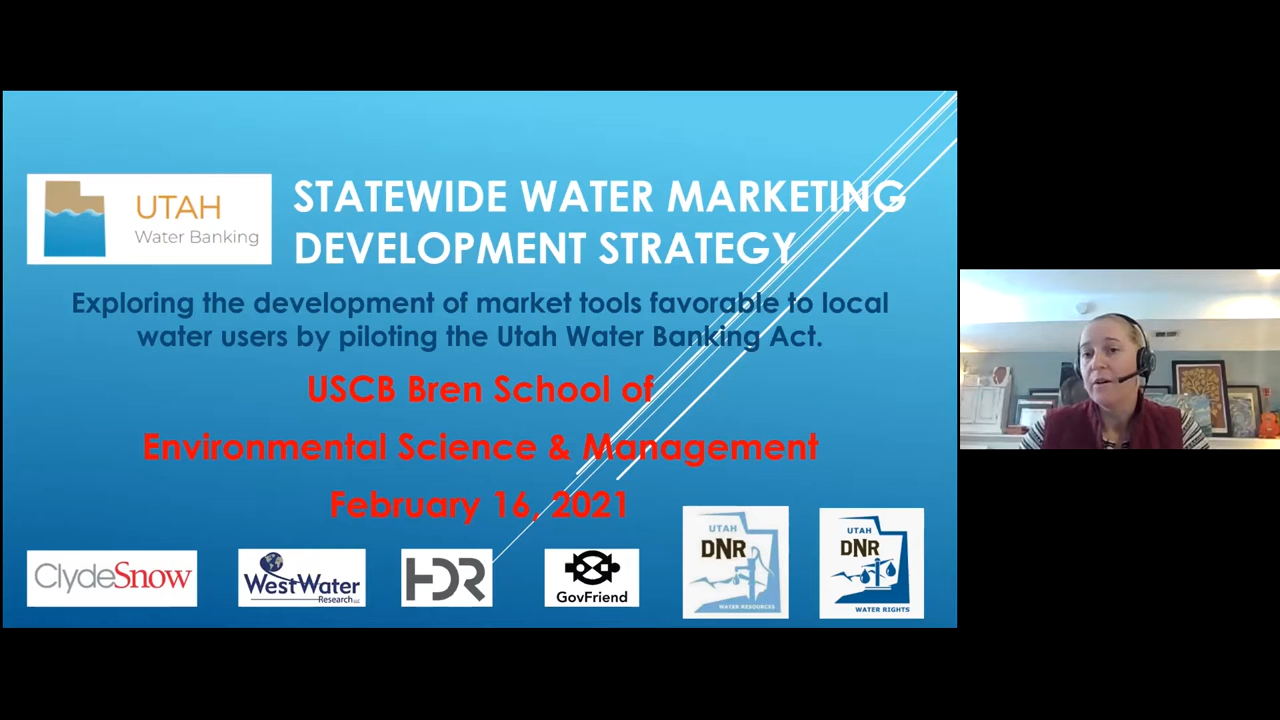 UTAH
Water Banking
STATEWIDE WATER MARKETING
DEVELOPMENT STRATEGY
Exploring the development of market tools favorable to local
water users by piloting the Utah Water Banking Act.
USCB Bren School of
Environmental Science & Management
February 16, 2021
ClydeSnow
WestWater
Research LLC
HDR
GovFriend
UTAH
DNR
WATER RESOURCES
UTAH
DNR
WATER RIGHTS